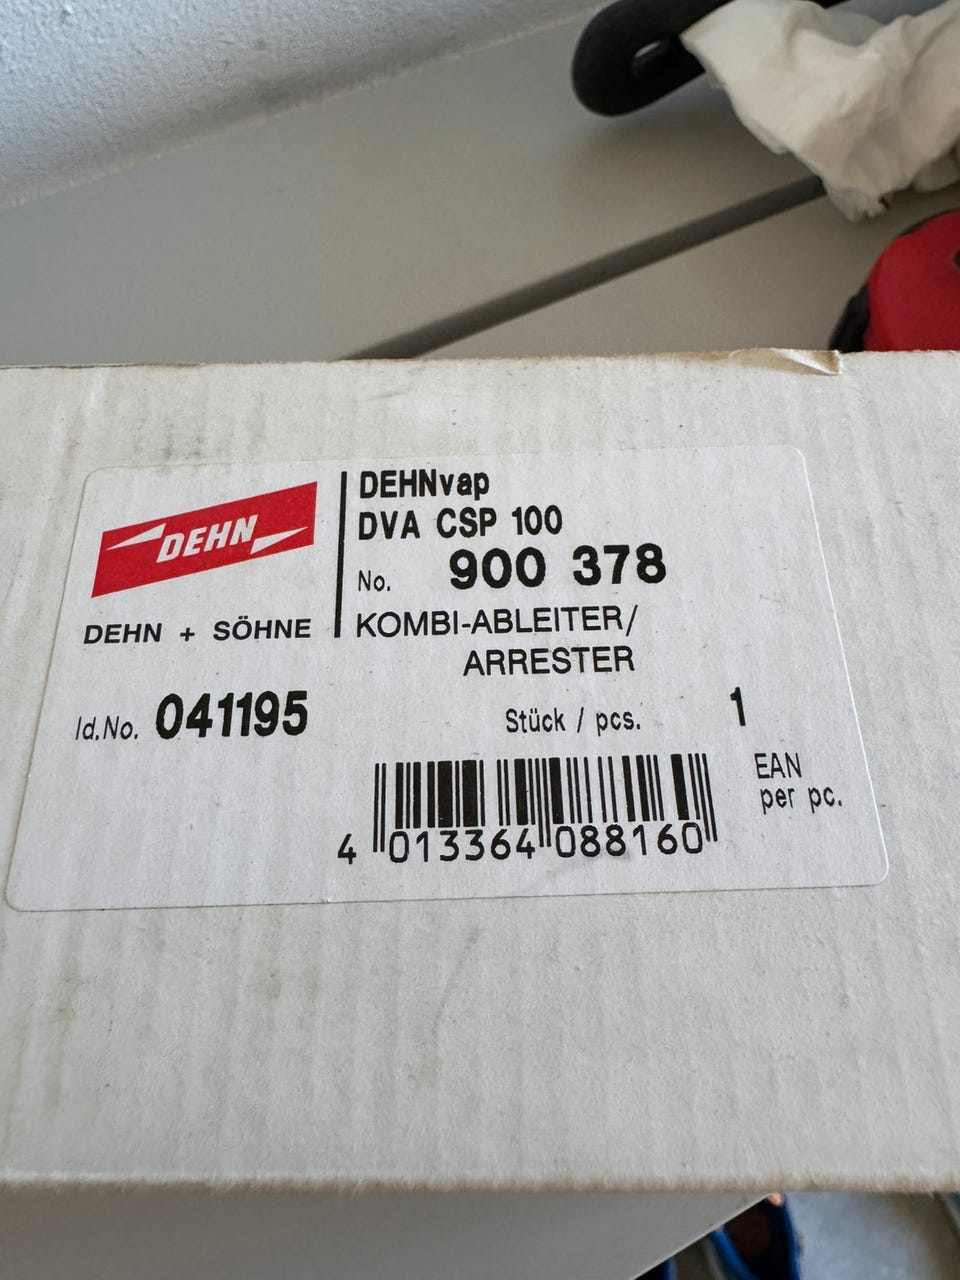 DEHN
DEHN + SÖHNE
DEHNvap
DVA CSP 100
No. 900 378
KOMBI-ABLEITER/
ARRESTER
Id.No. 041195
Stück / pcs. 1
EAN
per pc.
4 013364 088160